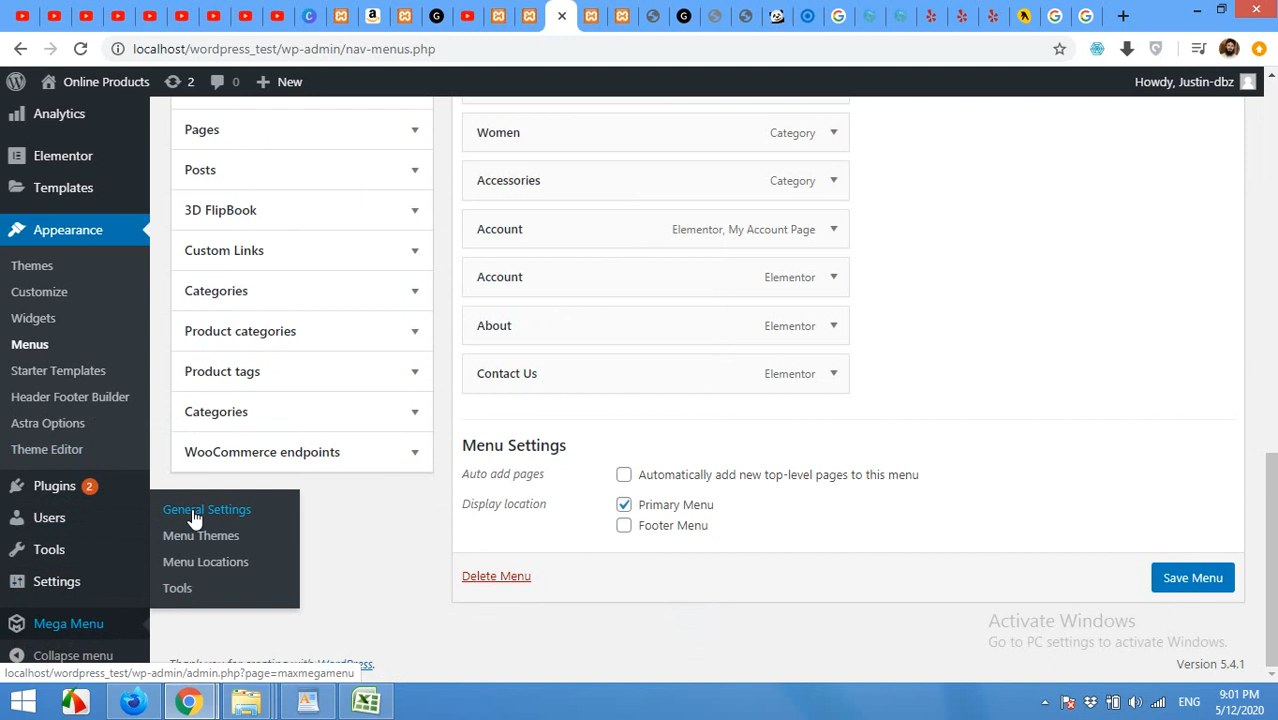 localhost/wordpress_test/wp-admin/nav-menus.php
Online Products
2
0
New
Howdy, Justin-dbz
Analytics
Elementor
Templates
Appearance
Themes
Customize
Widgets
Menus
Starter Templates
Header Footer Builder
Astra Options
Theme Editor
Plugins 2
Users
Tools
Settings
Mega Menu
Collapse menu
General Settings
Menu Themes
Menu Locations
Tools
Pages
Posts
3D FlipBook
Custom Links
Categories
Product categories
Product tags
Categories
WooCommerce endpoints
Women Category
Accessories Category
Account Elementor, My Account Page
Account Elementor
About Elementor
Contact Us Elementor
Menu Settings
Auto add pages Automatically add new top-level pages to this menu
Display location Primary Menu
Footer Menu
Delete Menu
Save Menu
Activate Windows
Go to PC settings to activate Windows.
Thank you for creating with WordPress.
Version 5.4.1
localhost/wordpress_test/wp-admin/admin.php?page=maxmegamenu
ENG
9:01 PM
5/12/2020